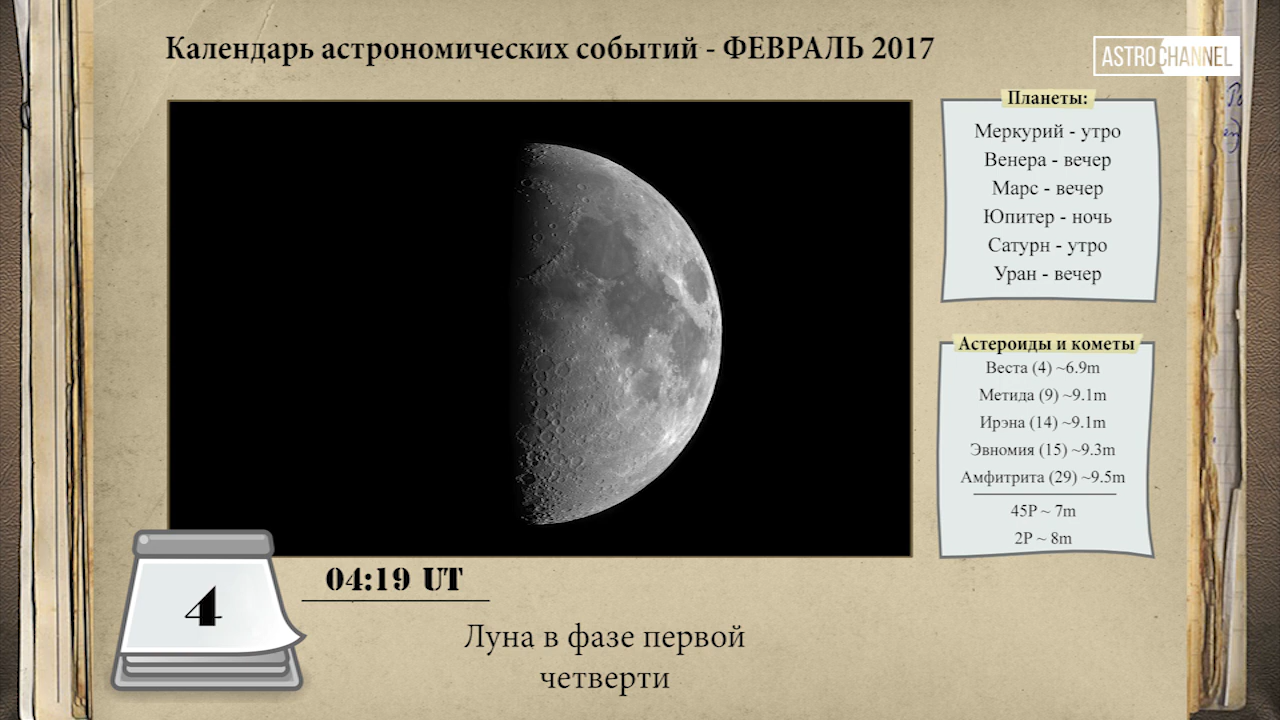 Календарь астрономических событий - ФЕВРАЛЬ 2017
ASTROCHANNEL
Планеты:
Меркурий - утро
Венера - вечер
Марс - вечер
Юпитер - ночь
Сатурн - утро
Уран - вечер
Астероиды и кометы
Веста (4) ~6.9m
Метида (9) ~9.1m
Ирэна (14) ~9.1m
Эвномия (15) ~9.3m
Амфитрита (29) ~9.5m
45P ~ 7m
2P ~ 8m
4
04:19 UT
Луна в фазе первой
четверти